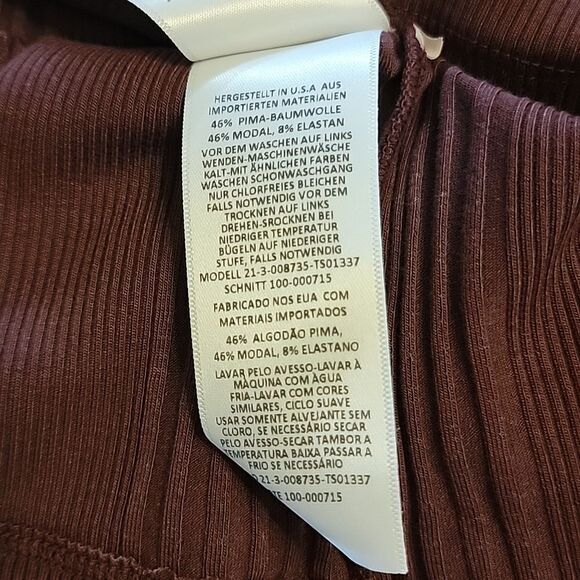 HERGESTELLT IN U.S.A AUS
IMPORTIERTEN MATERIALIEN
46% PIMA-BAUMWOLLE
46% MODAL, 8% ELASTAN
VOR DEM WASCHEN AUF LINKS
WENDEN-MASCHINENWÄSCHE
KALT-MIT ÄHNLICHEN FARBEN
WASCHEN SCHONWASCHGANG
NUR CHLORFREIES BLEICHEN
FALLS NOTWENDIG VOR DEM
TROCKNEN AUF LINKS
DREHEN-SROCKNEN BEI
NIEDRIGER TEMPERATUR
BÜGELN AUF NIEDRIGER
STUFE, FALLS NOTWENDIG
MODELL 21-3-008735-TS01337
SCHNITT 100-000715
FABRICADO NOS EUA COM
MATERIAIS IMPORTADOS
46% ALGODÃO PIMA,
46% MODAL, 8% ELASTANO
LAVAR PELO AVESSO-LAVAR À
MÁQUINA COM ÁGUA
FRIA-LAVAR COM CORES
SIMILARES, CICLO SUAVE
USAR SOMENTE ALVEJANTE SEM
CLORO, SE NECESSÁRIO SECAR
PELO AVESSO-SECAR TAMBOR A
TEMPERATURA BAIXA PASSAR A
FRIO SE NECESSÁRIO
21-3-008735-TS01337
100-000715